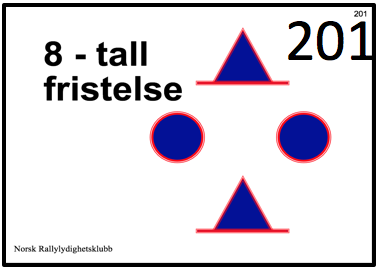 201
201
8 - tall
fristelse
Norsk Rallylydighetsklubb